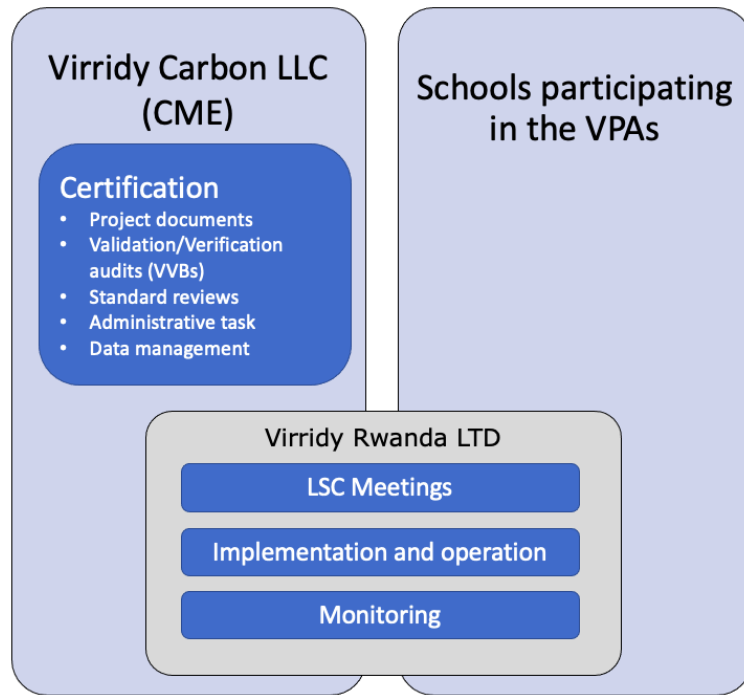 Virridy Carbon LLC
(CME)
Certification
• Project documents
• Validation/Verification
audits (VVBs)
• Standard reviews
• Administrative task
• Data management
Schools participating
in the VPAs
Virridy Rwanda LTD
LSC Meetings
Implementation and operation
Monitoring